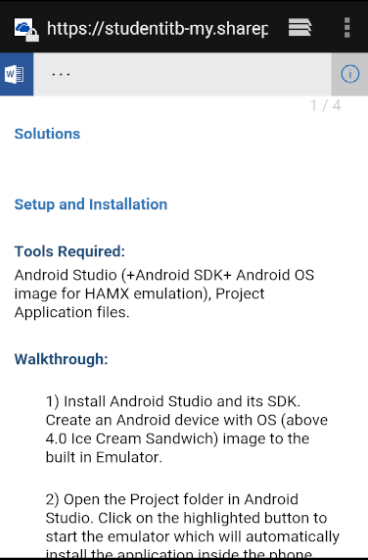 https://studentitb-my.sharep
W
...
1 / 4
Solutions
Setup and Installation
Tools Required:
Android Studio (+Android SDK+ Android OS
image for HAMX emulation), Project
Application files.
Walkthrough:
1) Install Android Studio and its SDK.
Create an Android device with OS (above
4.0 Ice Cream Sandwich) image to the
built in Emulator.
2) Open the Project folder in Android
Studio. Click on the highlighted button to
start the emulator which will automatically
install the application inside the phone